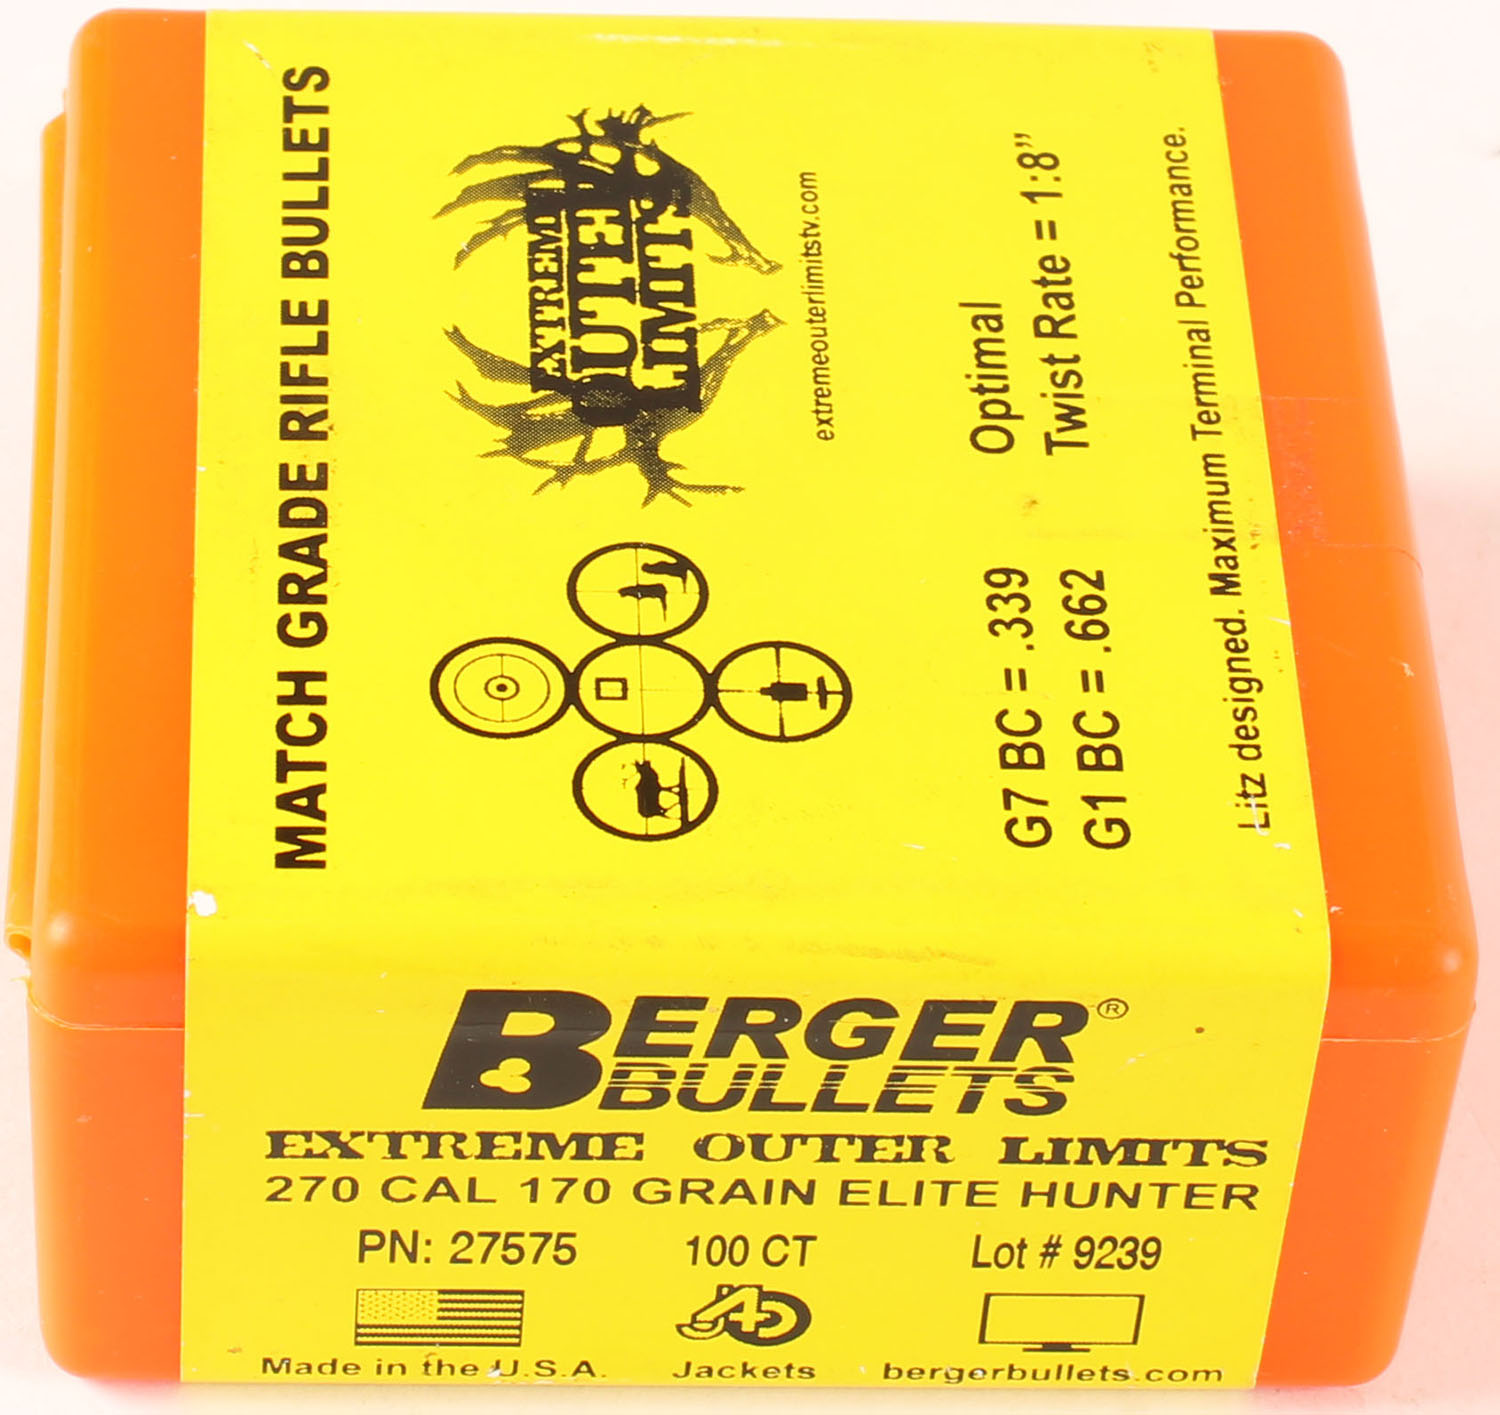 MATCH GRADE RIFLE BULLETS
EXTREME
OUTER
LIMITS
extremeouterlimitstv.com
G7 BC = .339
G1 BC = .662
Optimal
Twist Rate = 1:8”
Litz designed. Maximum Terminal Performance.
BERGER®
BULLETS
EXTREME OUTER LIMITS
270 CAL 170 GRAIN ELITE HUNTER
PN: 27575 100 CT Lot # 9239
J4
Made in the U.S.A. Jackets bergerbullets.com